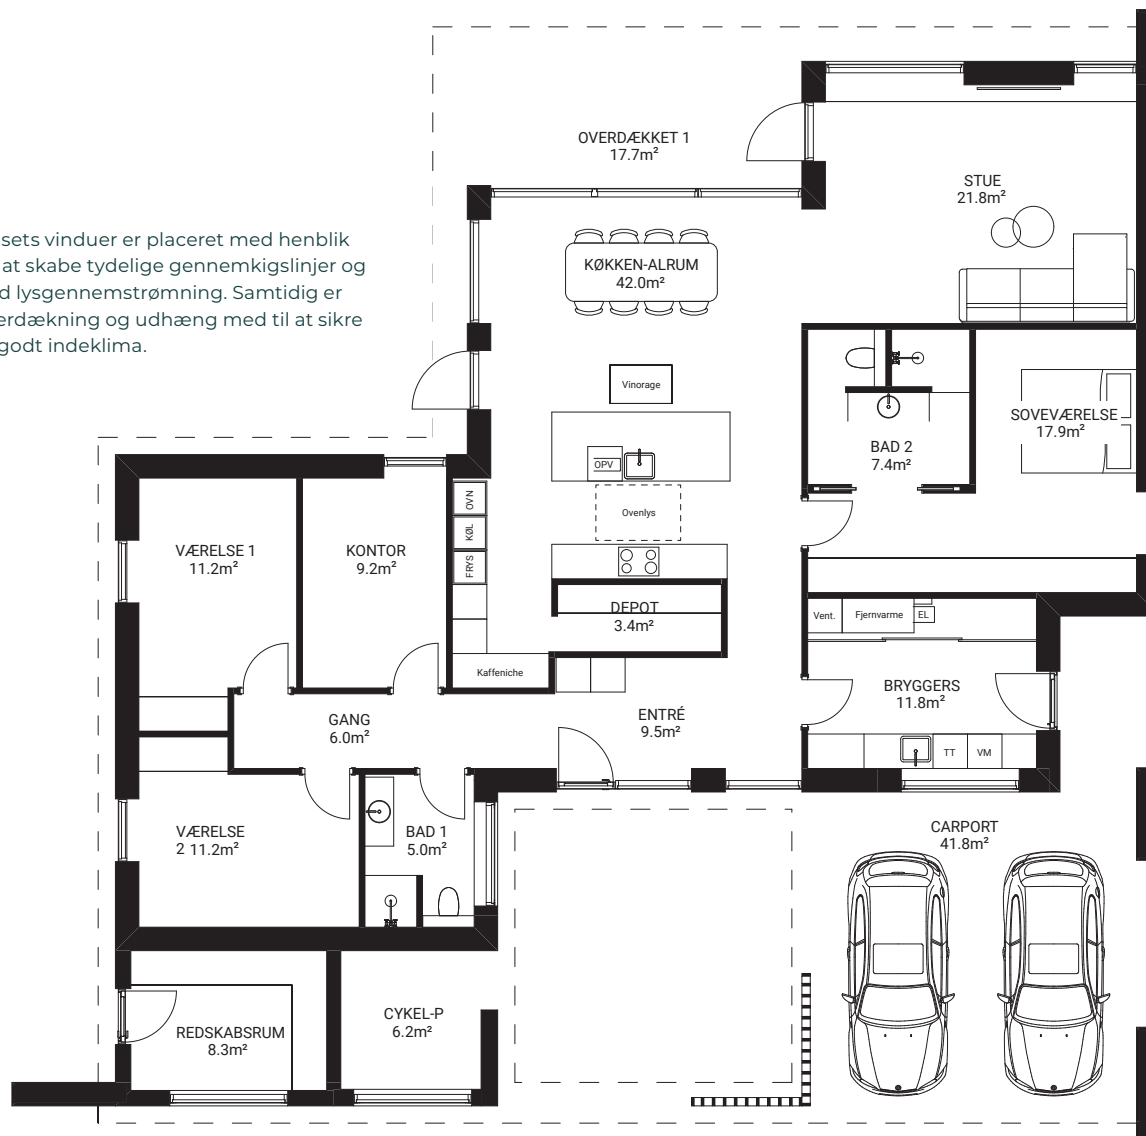 OVERDÆKKET 1
17.7m²
STUE
21.8m²
sets vinduer er placeret med henblik
at skabe tydelige gennemkigslinjer og
d lysgennemstrømning. Samtidig er
erdækning og udhæng med til at sikre
godt indeklima.
KØKKEN-ALRUM
42.0m²
Vinorage
SOVEVÆRELSE
17.9m²
BAD 2
7.4m²
OPV
OVN
KØL
FRYS
Ovenlys
VÆRELSE 1
11.2m²
KONTOR
9.2m²
DEPOT
3.4m²
Vent.
Fjernvarme
EL
Kaffeniche
BRYGGERS
11.8m²
GANG
6.0m²
ENTRÉ
9.5m²
TT
VM
VÆRELSE
2 11.2m²
BAD 1
5.0m²
CARPORT
41.8m²
REDSKABSRUM
8.3m²
CYKEL-P
6.2m²